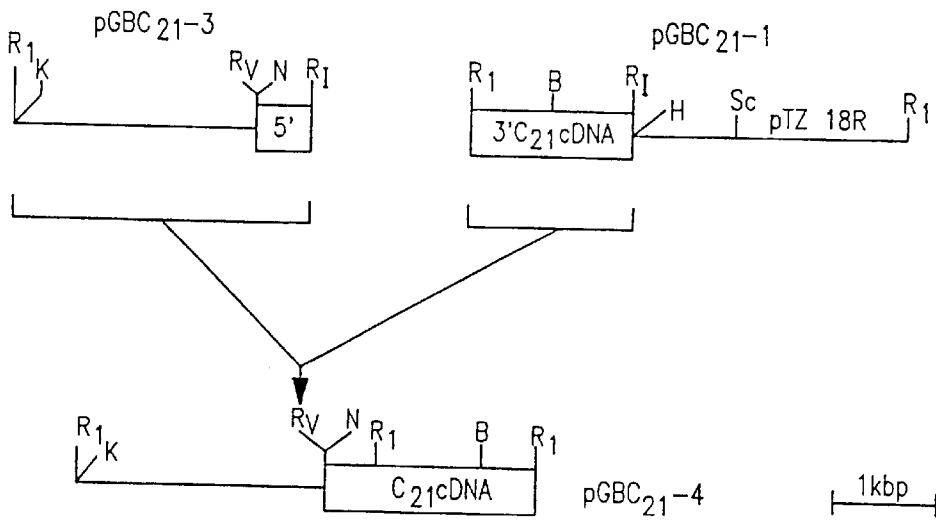 pGBC21-3
pGBC21-1
R1 K RV N RI
R1 B RI H Sc pTZ 18R R1
5'
3'C21cDNA
RV N
R1 K R1 B R1
C21cDNA
pGBC21-4
1kbp